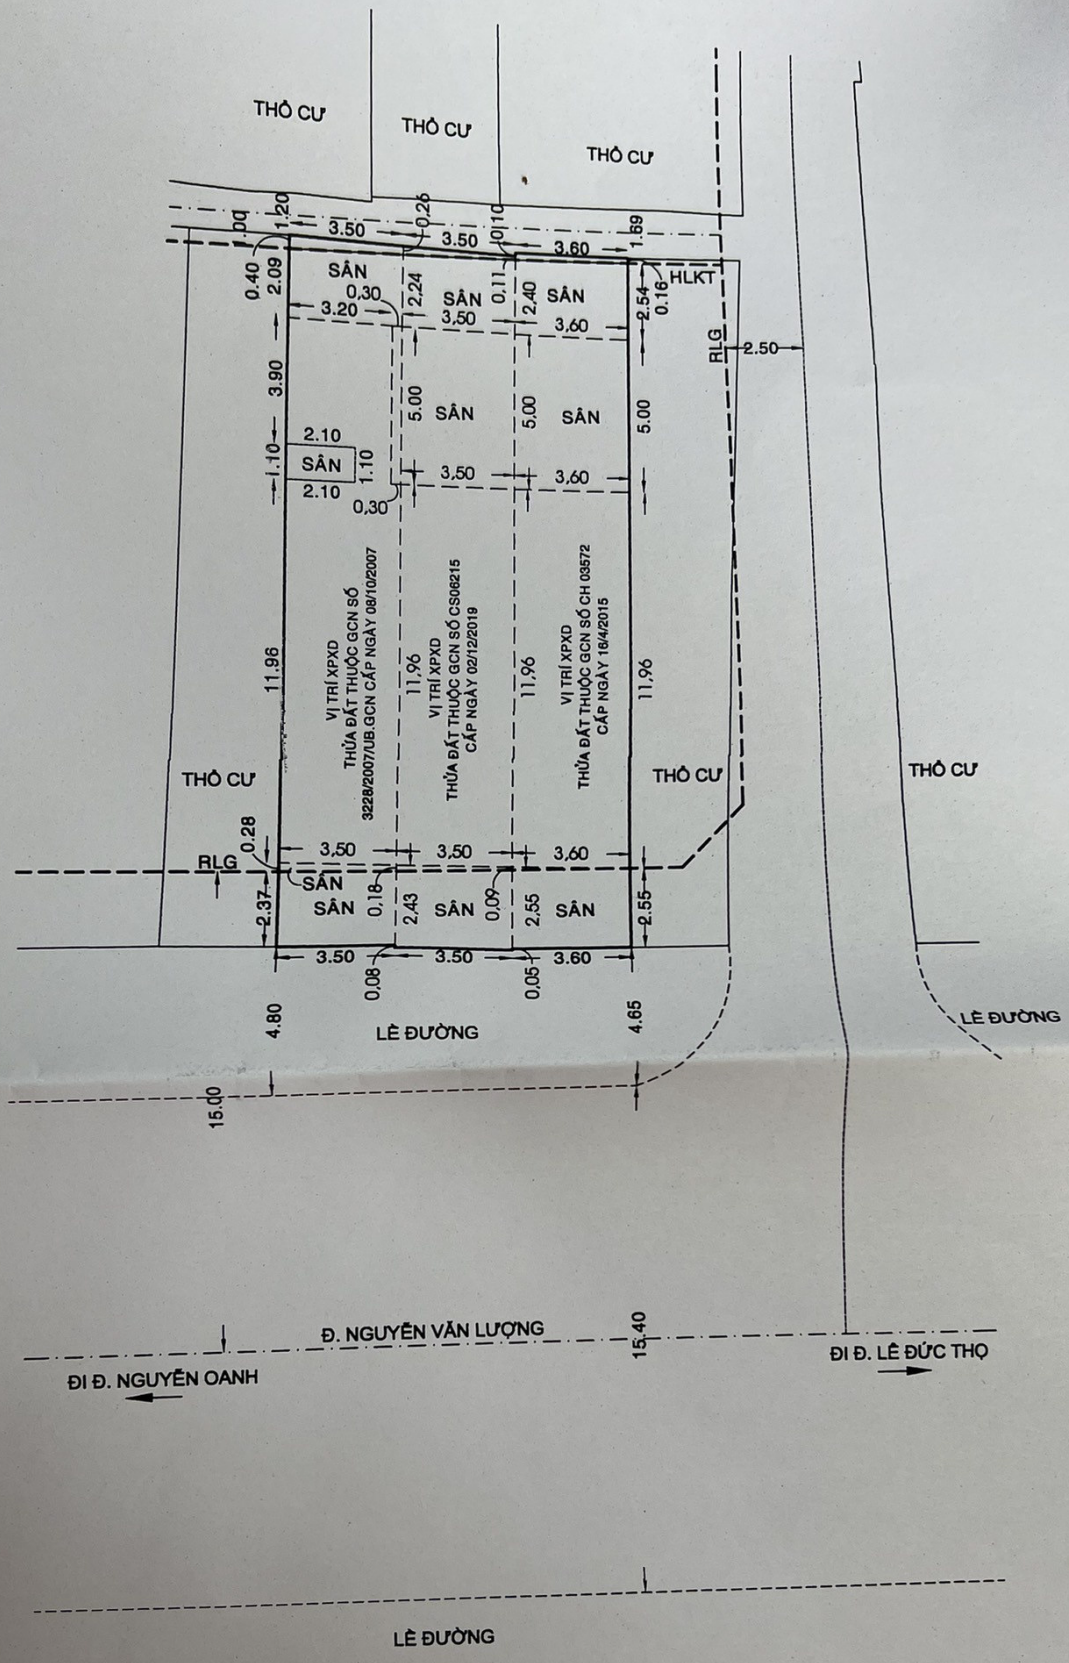 THỔ CƯ
THỔ CƯ
THỔ CƯ
1.20
0,26
0,10
1.69
3.50
3.50
3.60
0.40
2.09
SÂN
0,30
2,24
SÂN
0,11
2,40
SÂN
2.54
0.16
HLKT
3.20
3,50
3,60
RLG
2.50
3.90
5.00
SÂN
5,00
SÂN
5.00
2.10
1.10
SÂN
1.10
2.10
0,30
3,50
3,60
VỊ TRÍ XPXD
THỬA ĐẤT THUỘC GCN SỐ
3228/2007/UB.GCN CẤP NGÀY 08/10/2007
VỊ TRÍ XPXD
THỬA ĐẤT THUỘC GCN SỐ CS06215
CẤP NGÀY 02/12/2019
VỊ TRÍ XPXD
THỬA ĐẤT THUỘC GCN SỐ CH 03572
CẤP NGÀY 16/4/2015
11.96
11,96
11,96
11,96
THỔ CƯ
THỔ CƯ
THỔ CƯ
0.28
RLG
3,50
3,50
3,60
SÂN
2.37
SÂN
0,18
2,43
SÂN
0,09
2,55
SÂN
2.55
3.50
3.50
3.60
0,08
0,05
4.80
LỀ ĐƯỜNG
4.65
LỀ ĐƯỜNG
15.00
Đ. NGUYỄN VĂN LƯỢNG
15.40
ĐI Đ. NGUYỄN OANH
ĐI Đ. LÊ ĐỨC THỌ
LỀ ĐƯỜNG